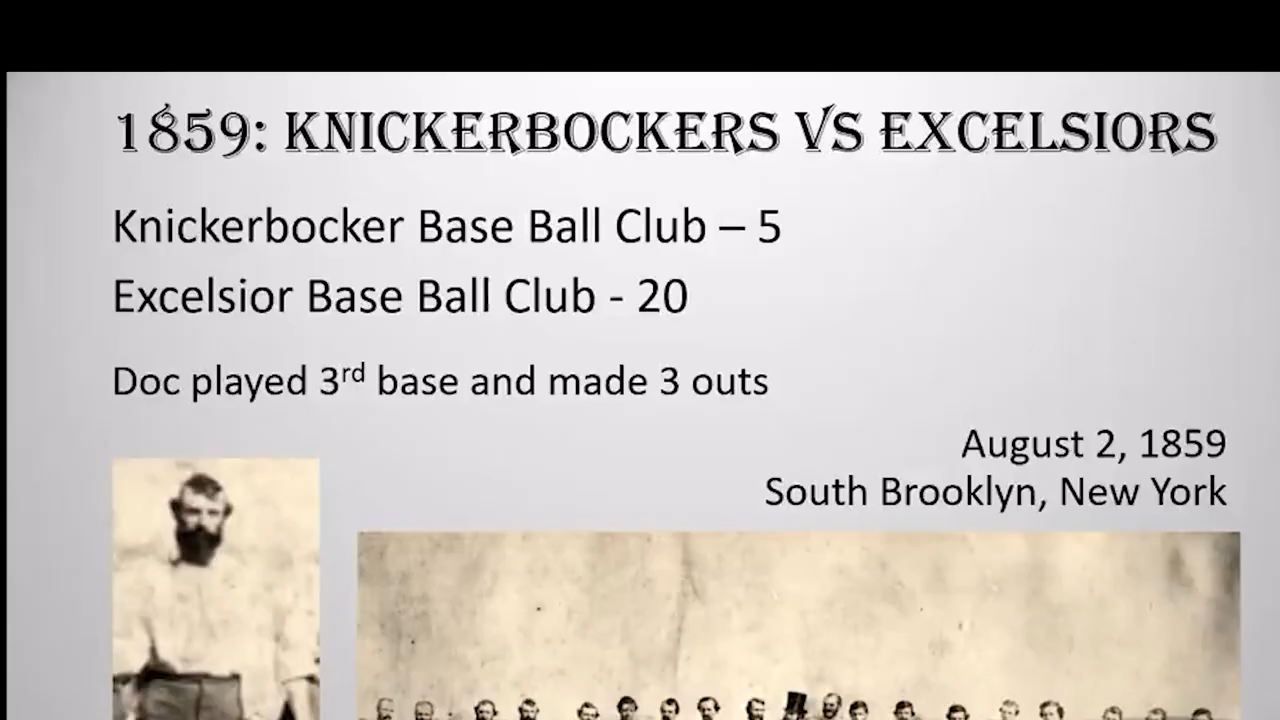 1859: KNICKERBOCKERS VS EXCELSIORS
Knickerbocker Base Ball Club – 5
Excelsior Base Ball Club - 20
Doc played 3rd base and made 3 outs
August 2, 1859
South Brooklyn, New York